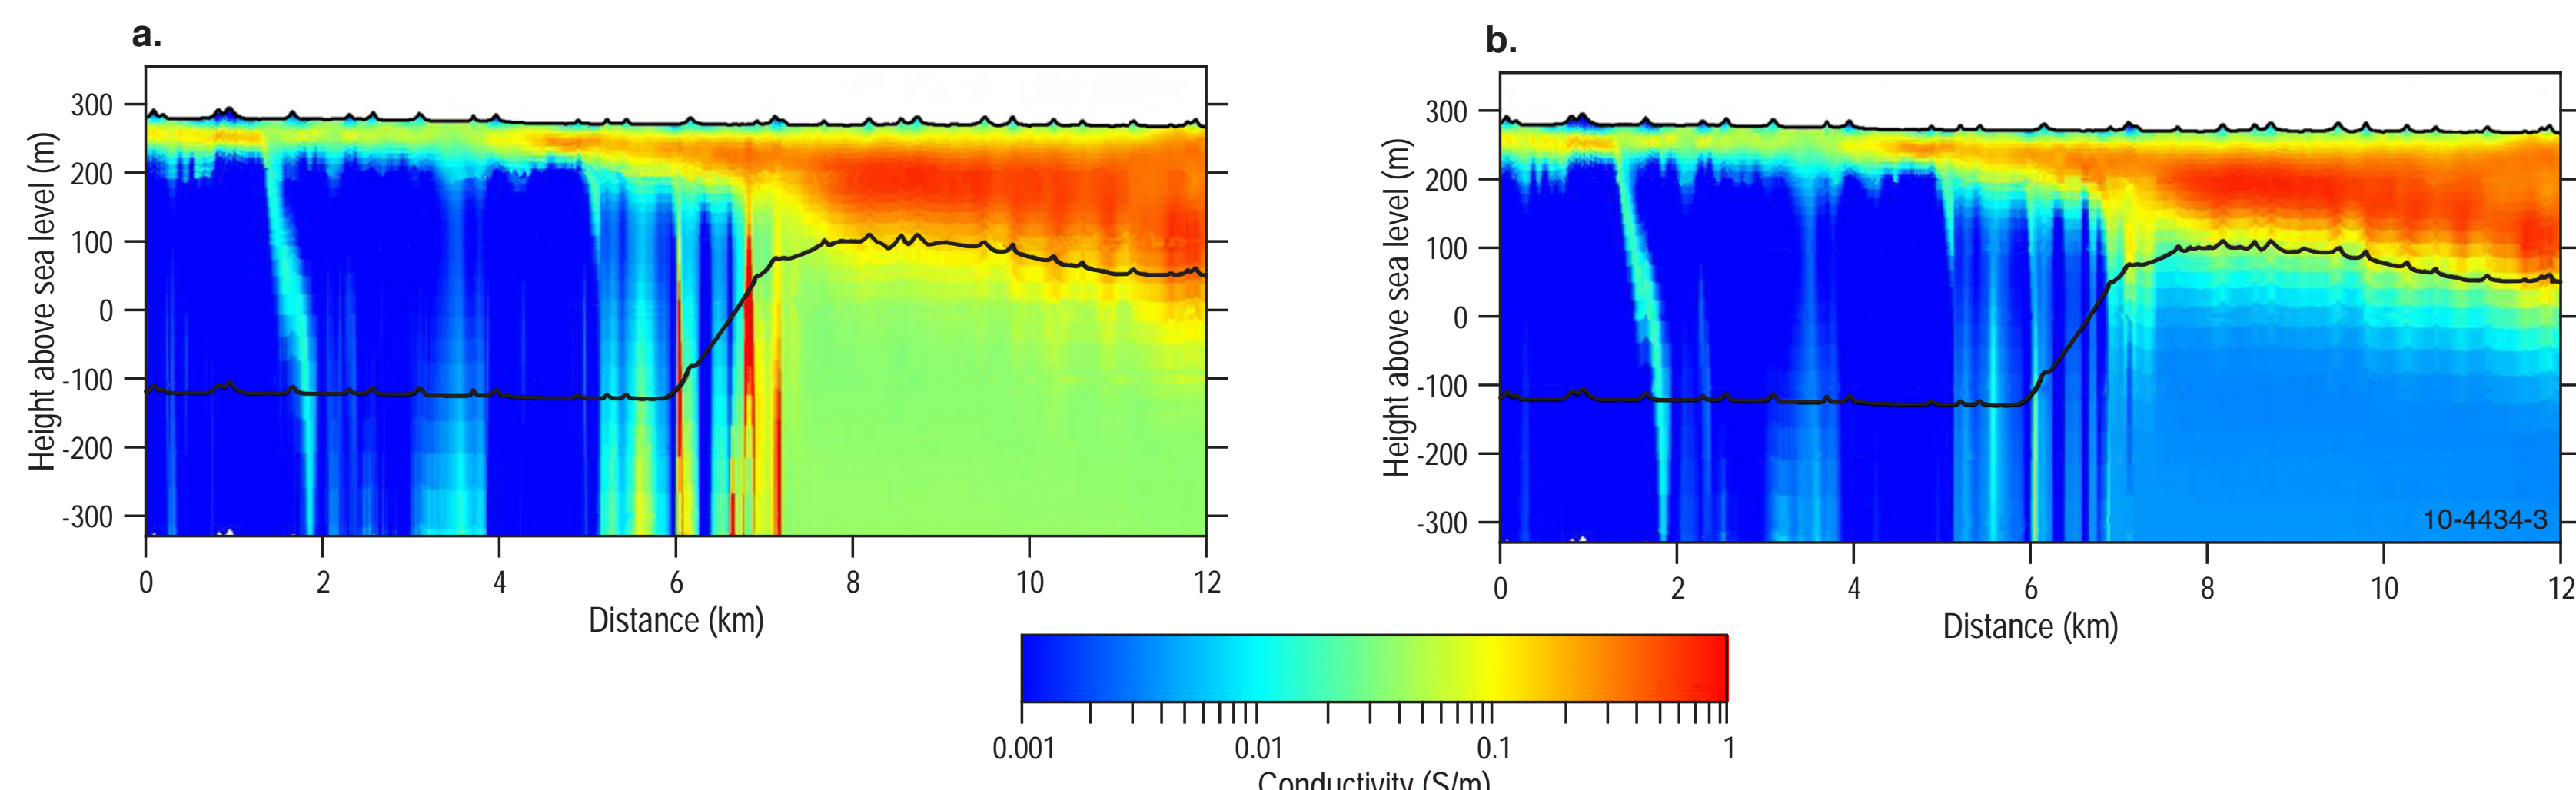 a.
Height above sea level (m)
300
200
100
0
-100
-200
-300
0 2 4 6 8 10 12
Distance (km)
b.
Height above sea level (m)
300
200
100
0
-100
-200
-300
10-4434-3
0 2 4 6 8 10 12
Distance (km)
0.001 0.01 0.1 1
Conductivity (S/m)